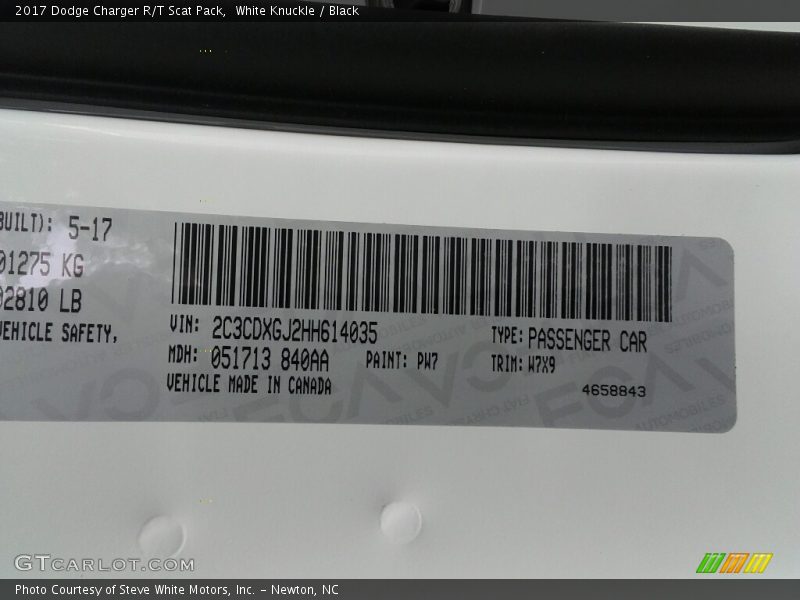 2017 Dodge Charger R/T Scat Pack,  White Knuckle / Black
BUILT): 5-17
01275 KG
02810 LB
VEHICLE SAFETY,
VIN: 2C3CDXGJ2HH614035
TYPE: PASSENGER CAR
MDH: 051713 840AA
PAINT: PW7
TRIM: W7X9
VEHICLE MADE IN CANADA
4658843
GTCARLOT.COM
Photo Courtesy of Steve White Motors, Inc. – Newton, NC